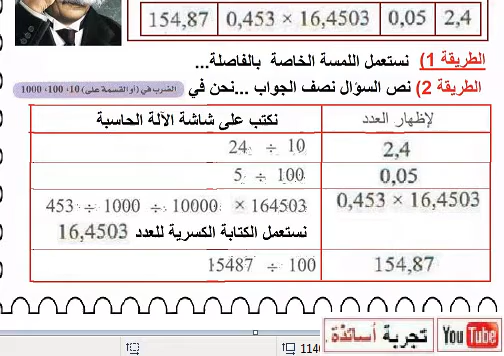 154,87 0,453 × 16,4503 0,05 2,4
الطريقة 1) نستعمل اللمسة الخاصة بالفاصلة...
الطريقة 2) نص السؤال نصف الجواب ...نحن في الضرب في (أو القسمة على) 10، 100، 1000
لإظهار العدد نكتب على شاشة الآلة الحاسبة
2,4 24 ÷ 10
0,05 5 ÷ 100
0,453 × 16,4503 453 ÷ 1000 ÷ 10000 × 164503
نستعمل الكتابة الكسرية للعدد 16,4503
154,87 15487 ÷ 100
تجربة أساتذة. YouTube
114